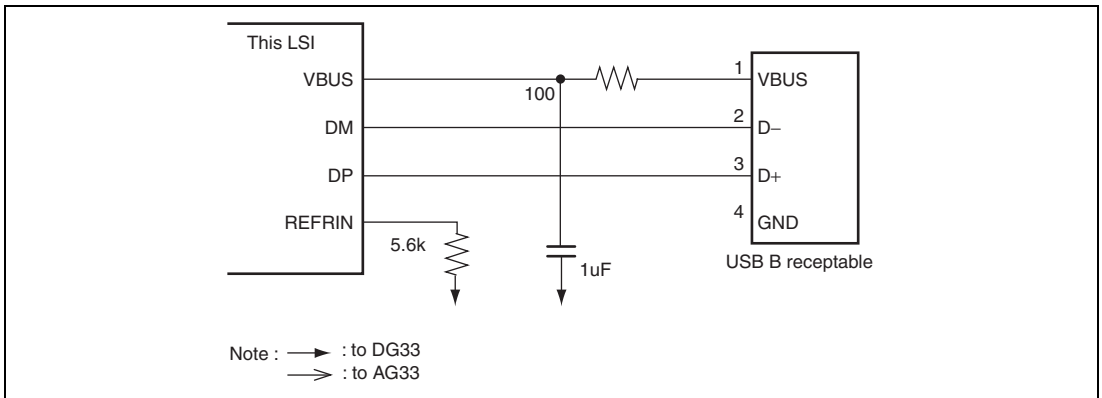 This LSI
VBUS
100
1
VBUS
DM
2
D−
DP
3
D+
REFRIN
5.6k
1uF
4
GND
USB B receptable
Note : : to DG33
: to AG33